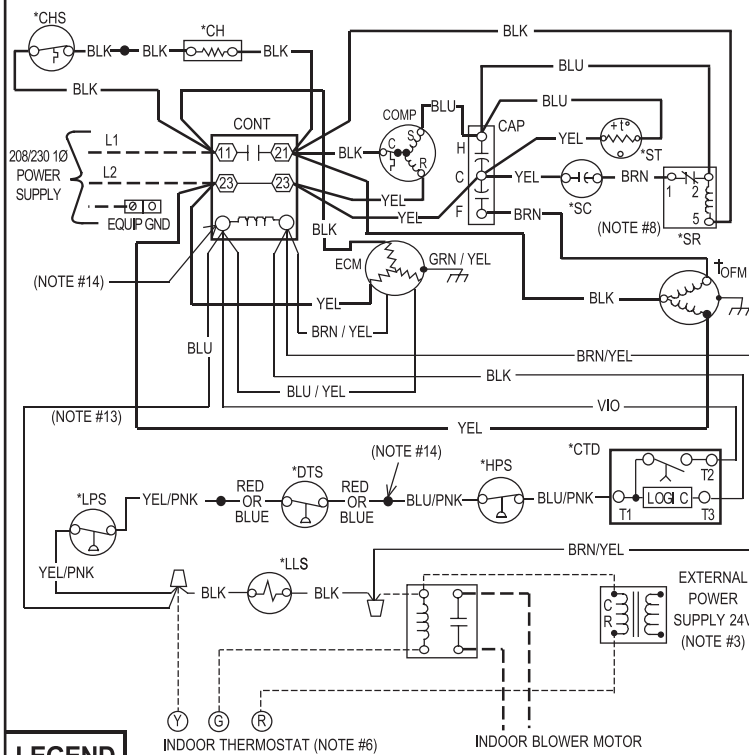 *CHS
BLK
BLK
*CH
BLK
BLK
BLK
BLU
BLK
CONT
COMP
BLU
CAP
BLU
+t°
*ST
L1
11
21
BLK
C
S
R
H
YEL
208/230 1Ø
POWER
SUPPLY
L2
23
23
YEL
C
YEL
*SC
BRN
1
2
5
*SR
EQUIP GND
YEL
F
BRN
(NOTE #8)
BLK
(NOTE #14)
ECM
GRN / YEL
†OFM
YEL
BLK
BRN / YEL
BLU
BRN/YEL
BLU / YEL
BLK
(NOTE #13)
VIO
YEL
(NOTE #14)
*CTD
*LPS
YEL/PNK
RED
OR
BLUE
*DTS
RED
OR
BLUE
BLU/PNK
*HPS
BLU/PNK
T2
LOGIC
T1
T3
YEL/PNK
BRN/YEL
*LLS
BLK
BLK
C
R
EXTERNAL
POWER
SUPPLY 24V
(NOTE #3)
Y
G
R
INDOOR THERMOSTAT (NOTE #6)
INDOOR BLOWER MOTOR
LEGEND